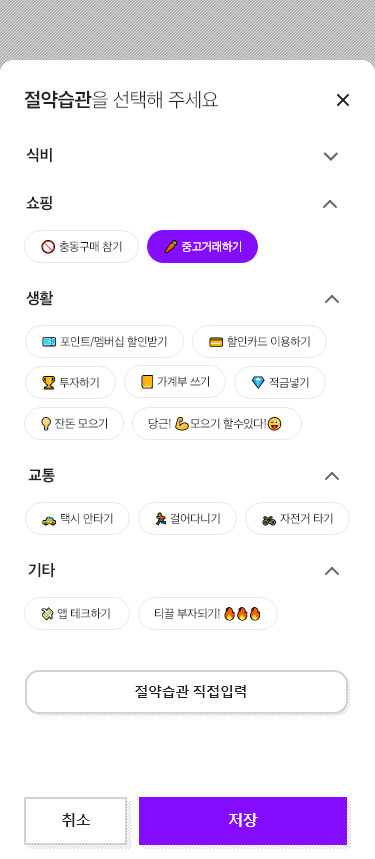 절약습관을 선택해 주세요
식비
쇼핑
충동구매 참기 중고거래하기
생활
포인트/멤버십 할인받기 할인카드 이용하기
투자하기 가계부 쓰기 적금넣기
잔돈 모으기 당근! 모으기 할수있다!
교통
택시 안타기 걸어다니기 자전거 타기
기타
앱 테크하기 티끌 부자되기!
절약습관 직접입력
취소 저장